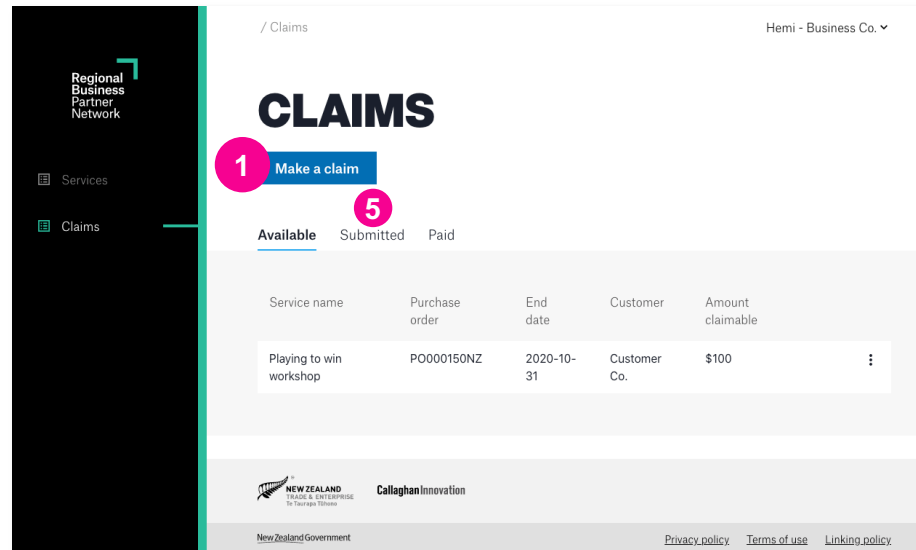 / Claims
Hemi - Business Co.
Regional
Business
Partner
Network
CLAIMS
1
Make a claim
Services
5
Claims
Available Submitted Paid
Service name Purchase order End date Customer Amount claimable
Playing to win workshop PO000150NZ 2020-10-31 Customer Co. $100
NEW ZEALAND
TRADE & ENTERPRISE
Te Taurapa Tūhono
Callaghan Innovation
New Zealand Government
Privacy policy Terms of use Linking policy